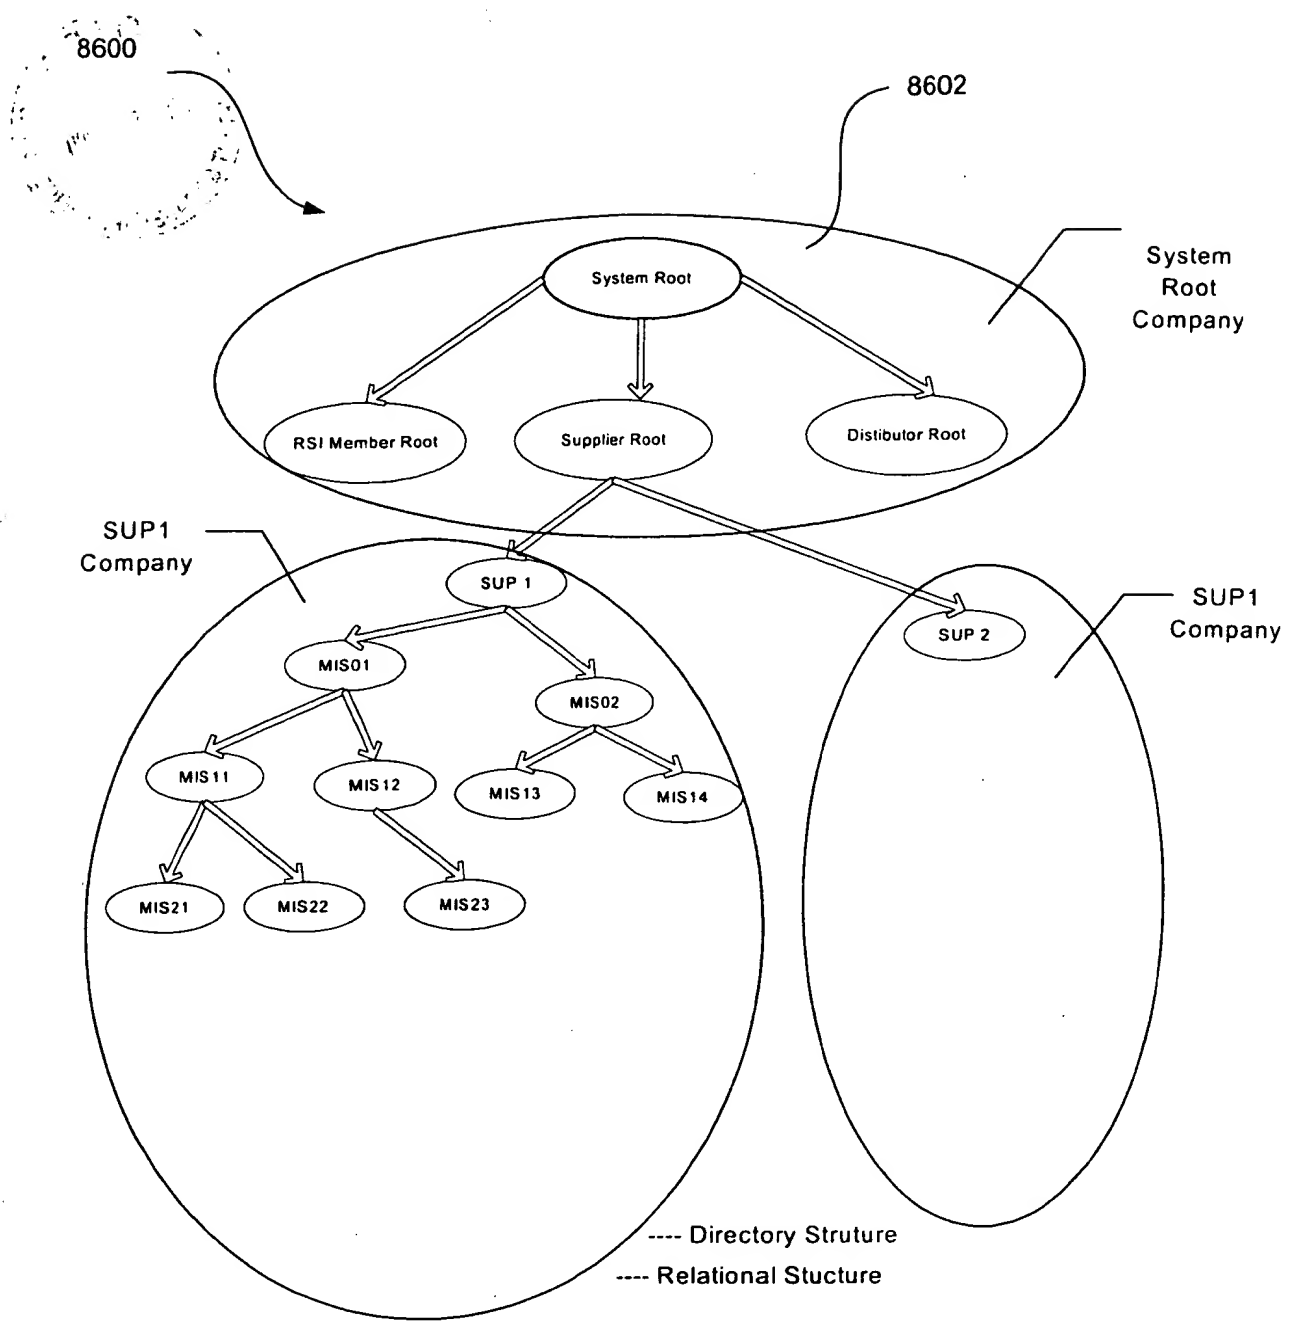 8600
8602
System Root
System
Root
Company
RSI Member Root
Supplier Root
Distibutor Root
SUP1
Company
SUP 1
SUP 2
SUP1
Company
MIS01
MIS02
MIS11
MIS12
MIS13
MIS14
MIS21
MIS22
MIS23
---- Directory Struture
---- Relational Stucture